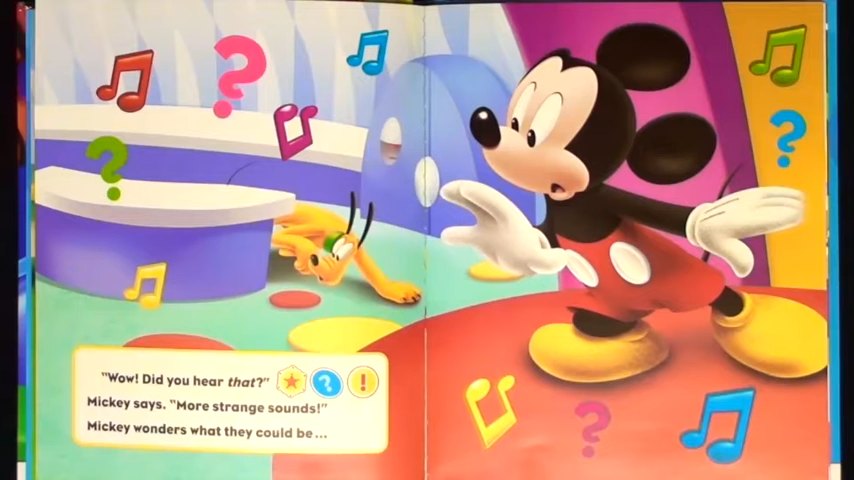 "Wow! Did you hear that?"
Mickey says. "More strange sounds!"
Mickey wonders what they could be...